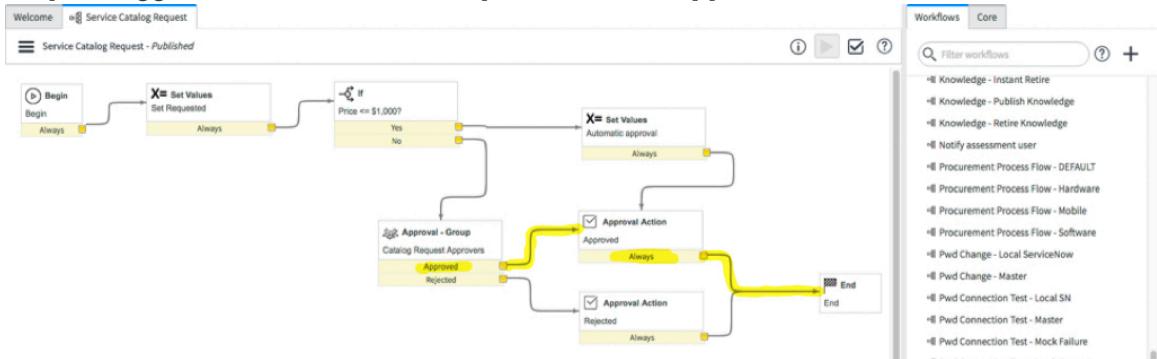 Welcome
Service Catalog Request
Workflows
Core
Service Catalog Request - Published
Filter workflows
Begin
Begin
Always
X= Set Values
Set Requested
Always
If
Price <= $1,000?
Yes
No
X= Set Values
Automatic approval
Always
Approval - Group
Catalog Request Approvers
Approved
Rejected
Approval Action
Approved
Always
Approval Action
Rejected
Always
End
End
Knowledge - Instant Retire
Knowledge - Publish Knowledge
Knowledge - Retire Knowledge
Notify assessment user
Procurement Process Flow - DEFAULT
Procurement Process Flow - Hardware
Procurement Process Flow - Mobile
Procurement Process Flow - Software
Pwd Change - Local ServiceNow
Pwd Change - Master
Pwd Connection Test - Local SN
Pwd Connection Test - Master
Pwd Connection Test - Mock Failure